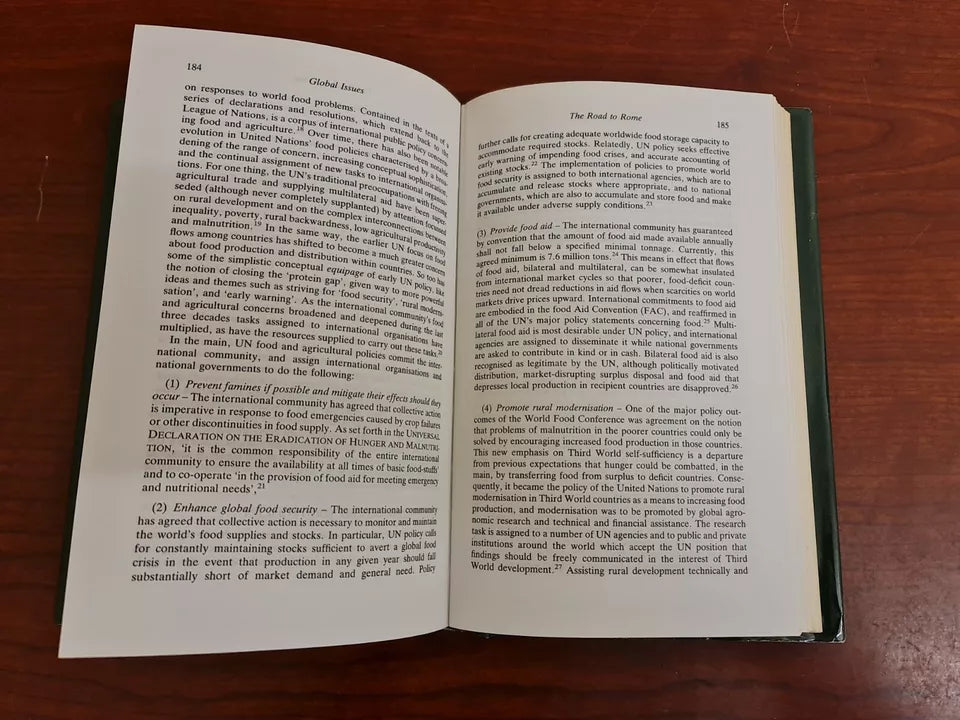 184
Global Issues
on responses to world food problems. Contained in the texts of a
series of declarations and resolutions, which extend back to the
League of Nations, is a corpus of international public policy concern-
ing food and agriculture.18 Over time, there has also been notable
evolution in United Nations' food policies characterised by a broa-
dening of the range of concern, increasing conceptual sophistication,
and the continual assignment of new tasks to international organisa-
tions. For one thing, the UN's traditional preoccupations with freeing
agricultural trade and supplying multilateral aid have been super-
seded (although never completely supplanted) by attention focussed
on rural development and on the complex interconnections between
inequality, poverty, rural backwardness, low agricultural productivity
and malnutrition.19 In the same way, the earlier UN focus on food
flows among countries has shifted to become a much greater concern
about food production and distribution within countries. So too has
some of the simplistic conceptual equipage of early UN policy, like
the notion of closing the 'protein gap', given way to more powerful
ideas and themes such as striving for 'food security', 'rural modern-
isation', and 'early warning'. As the international community's food
and agricultural concerns broadened and deepened during the last
three decades tasks assigned to international organisations have
multiplied, as have the resources supplied to carry out these tasks.20
In the main, UN food and agricultural policies commit the inter-
national community, and assign international organisations and
national governments to do the following:
(1) Prevent famines if possible and mitigate their effects should they
occur – The international community has agreed that collective action
is imperative in response to food emergencies caused by crop failures
or other discontinuities in food supply. As set forth in the UNIVERSAL
DECLARATION ON THE ERADICATION OF HUNGER AND MALNUTRI-
TION, 'it is the common responsibility of the entire international
community to ensure the availability at all times of basic food-stuffs'
and to co-operate 'in the provision of food aid for meeting emergency
and nutritional needs',21
(2) Enhance global food security – The international community
has agreed that collective action is necessary to monitor and maintain
the world's food supplies and stocks. In particular, UN policy calls
for constantly maintaining stocks sufficient to avert a global food
crisis in the event that production in any given year should fall
substantially short of market demand and general need. Policy
The Road to Rome
185
further calls for creating adequate worldwide food storage capacity to
accommodate required stocks. Relatedly, UN policy seeks effective
early warning of impending food crises, and accurate accounting of
existing stocks.22 The implementation of policies to promote world
food security is assigned to both international agencies, which are to
accumulate and release stocks where appropriate, and to national
governments, which are also to accumulate and store food and make
it available under adverse supply conditions.23
(3) Provide food aid – The international community has guaranteed
by convention that the amount of food aid made available annually
shall not fall below a specified minimal tonnage. Currently, this
agreed minimum is 7.6 million tons.24 This means in effect that flows
of food aid, bilateral and multilateral, can be somewhat insulated
from international market cycles so that poorer, food-deficit coun-
tries need not dread reductions in aid flows when scarcities on world
markets drive prices upward. International commitments to food aid
are embodied in the food Aid Convention (FAC), and reaffirmed in
all of the UN's major policy statements concerning food.25 Multi-
lateral food aid is most desirable under UN policy, and international
agencies are assigned to disseminate it while national governments
are asked to contribute in kind or in cash. Bilateral food aid is also
recognised as legitimate by the UN, although politically motivated
distribution, market-disrupting surplus disposal and food aid that
depresses local production in recipient countries are disapproved.26
(4) Promote rural modernisation – One of the major policy out-
comes of the World Food Conference was agreement on the notion
that problems of malnutrition in the poorer countries could only be
solved by encouraging increased food production in those countries.
This new emphasis on Third World self-sufficiency is a departure
from previous expectations that hunger could be combatted, in the
main, by transferring food from surplus to deficit countries. Conse-
quently, it became the policy of the United Nations to promote rural
modernisation in Third World countries as a means to increasing food
production, and modernisation was to be promoted by global agro-
nomic research and technical and financial assistance. The research
task is assigned to a number of UN agencies and to public and private
institutions around the world which accept the UN position that
findings should be freely communicated in the interest of Third
World development.27 Assisting rural development technically and